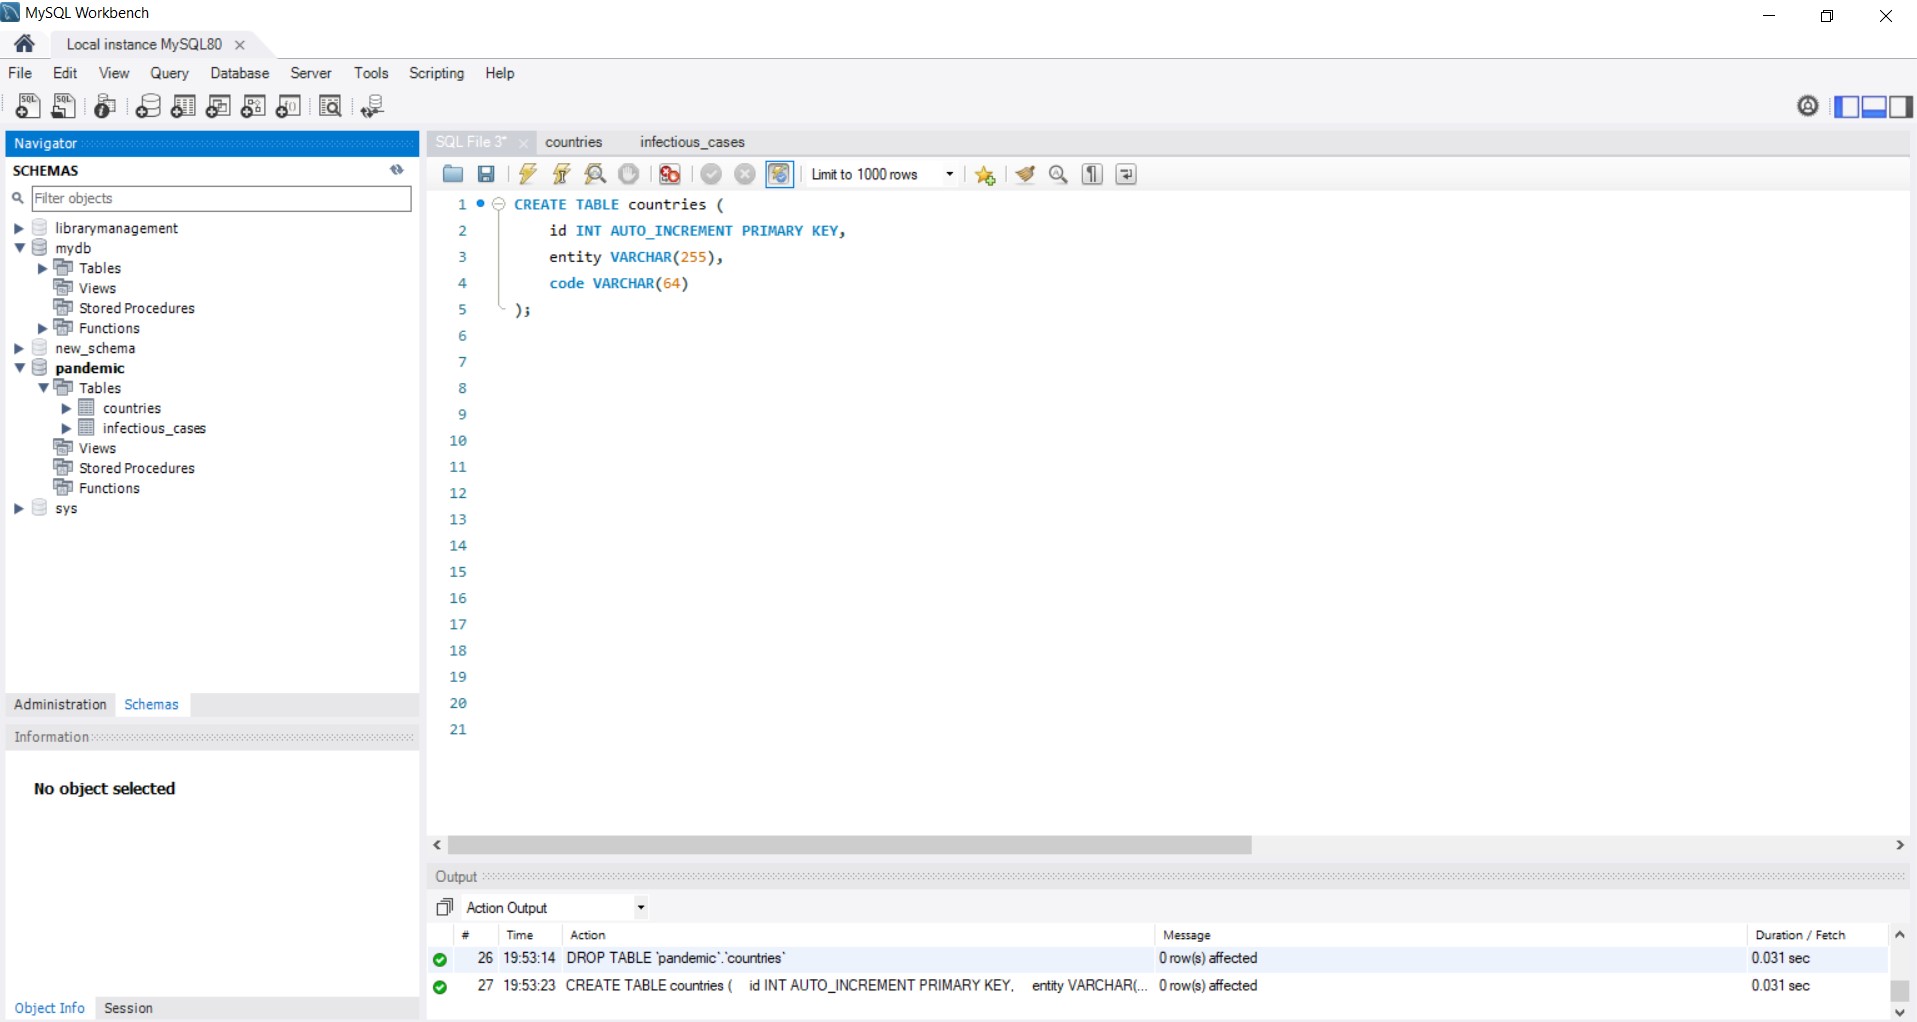 MySQL Workbench
Local instance MySQL80
File Edit View Query Database Server Tools Scripting Help
Navigator
SCHEMAS
Filter objects
librarymanagement
mydb
Tables
Views
Stored Procedures
Functions
new_schema
pandemic
Tables
countries
infectious_cases
Views
Stored Procedures
Functions
sys
Administration Schemas
Information
No object selected
Object Info Session
SQL File 3* countries infectious_cases
Limit to 1000 rows
1 CREATE TABLE countries (
2 id INT AUTO_INCREMENT PRIMARY KEY,
3 entity VARCHAR(255),
4 code VARCHAR(64)
5 );
6
7
8
9
10
11
12
13
14
15
16
17
18
19
20
21
Output
Action Output
# Time Action Message Duration / Fetch
26 19:53:14 DROP TABLE `pandemic`.`countries` 0 row(s) affected 0.031 sec
27 19:53:23 CREATE TABLE countries ( id INT AUTO_INCREMENT PRIMARY KEY, entity VARCHAR(... 0 row(s) affected 0.031 sec